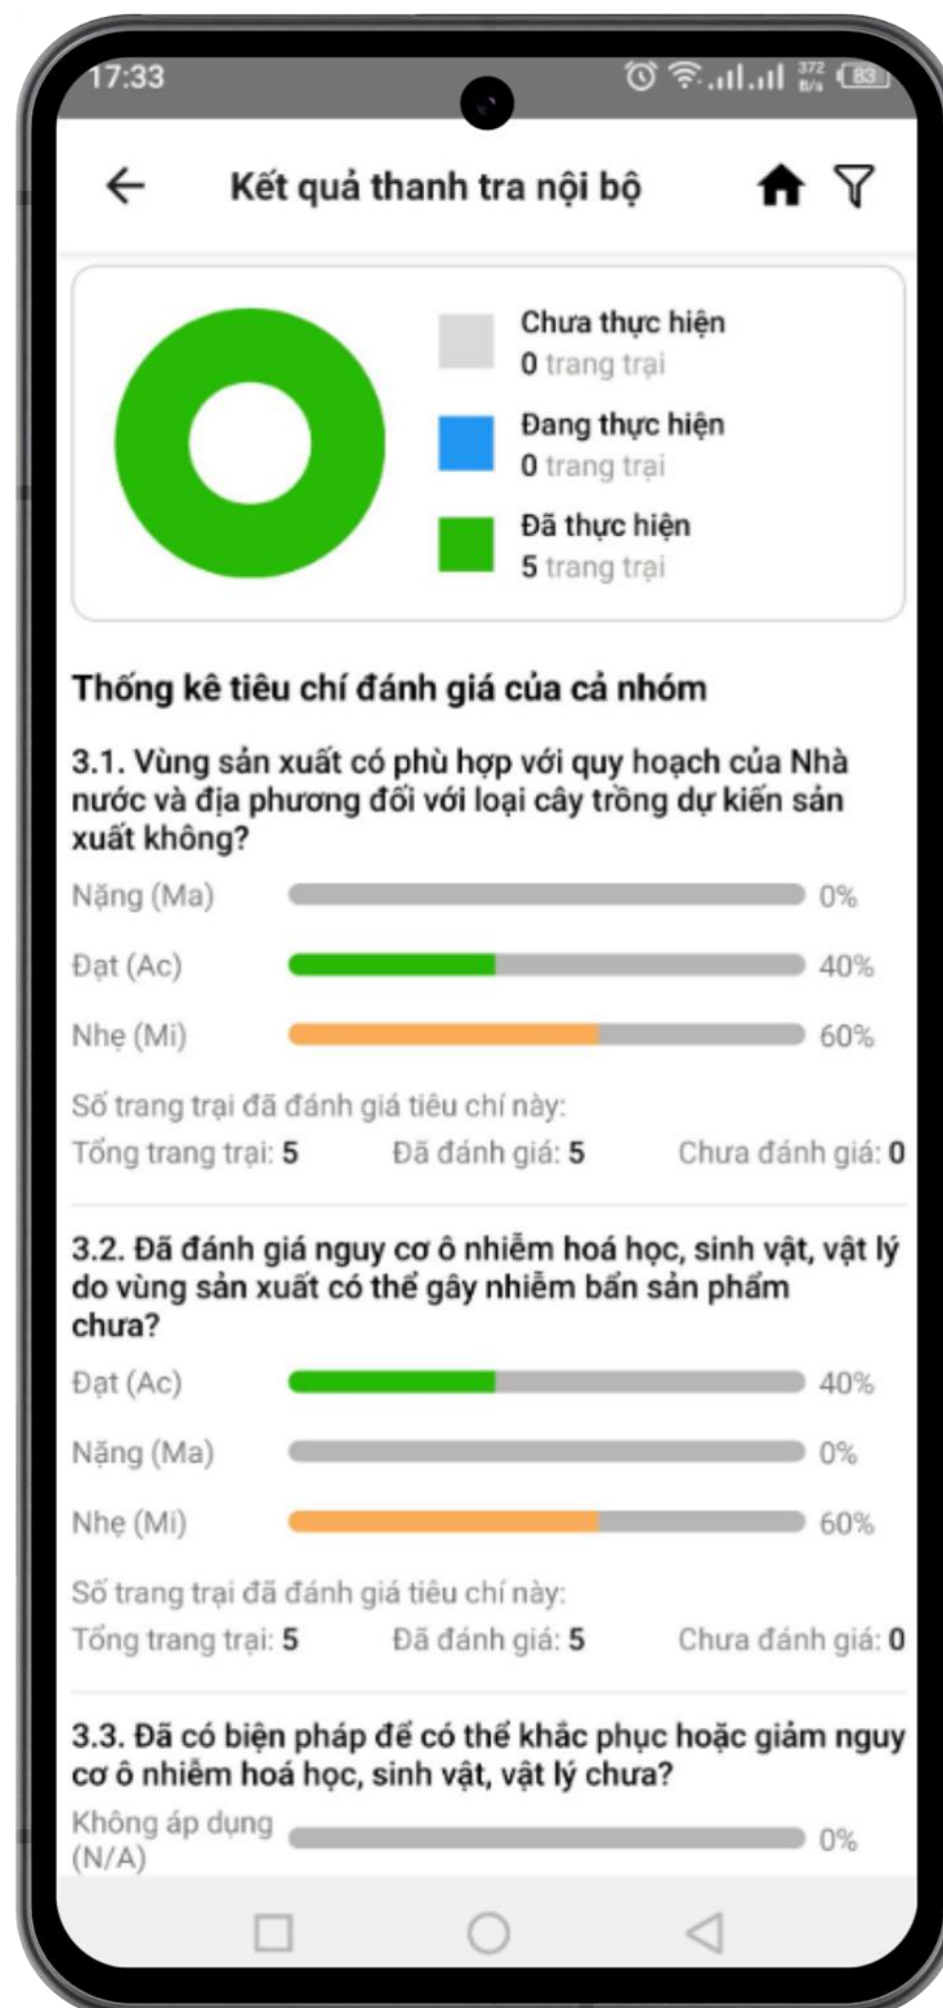 17:33
372
B/s
83
Kết quả thanh tra nội bộ
Chưa thực hiện
0 trang trại
Đang thực hiện
0 trang trại
Đã thực hiện
5 trang trại
Thống kê tiêu chí đánh giá của cả nhóm
3.1. Vùng sản xuất có phù hợp với quy hoạch của Nhà
nước và địa phương đối với loại cây trồng dự kiến sản
xuất không?
Nặng (Ma) 0%
Đạt (Ac) 40%
Nhẹ (Mi) 60%
Số trang trại đã đánh giá tiêu chí này:
Tổng trang trại: 5 Đã đánh giá: 5 Chưa đánh giá: 0
3.2. Đã đánh giá nguy cơ ô nhiễm hoá học, sinh vật, vật lý
do vùng sản xuất có thể gây nhiễm bẩn sản phẩm
chưa?
Đạt (Ac) 40%
Nặng (Ma) 0%
Nhẹ (Mi) 60%
Số trang trại đã đánh giá tiêu chí này:
Tổng trang trại: 5 Đã đánh giá: 5 Chưa đánh giá: 0
3.3. Đã có biện pháp để có thể khắc phục hoặc giảm nguy
cơ ô nhiễm hoá học, sinh vật, vật lý chưa?
Không áp dụng
(N/A) 0%